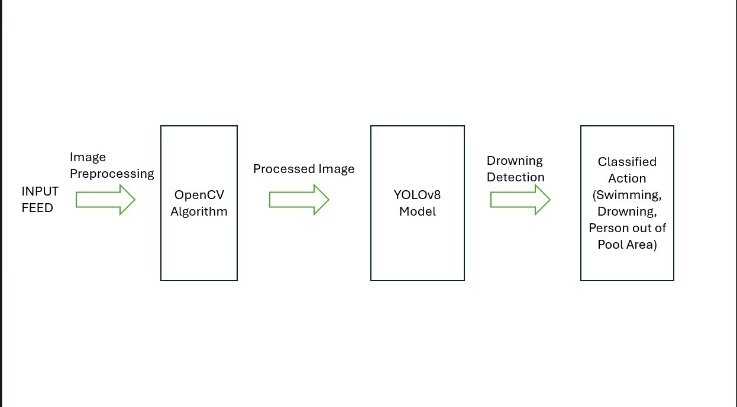 INPUT
FEED
Image
Preprocessing
OpenCV
Algorithm
Processed Image
YOLOv8
Model
Drowning
Detection
Classified
Action
(Swimming,
Drowning,
Person out of
Pool Area)